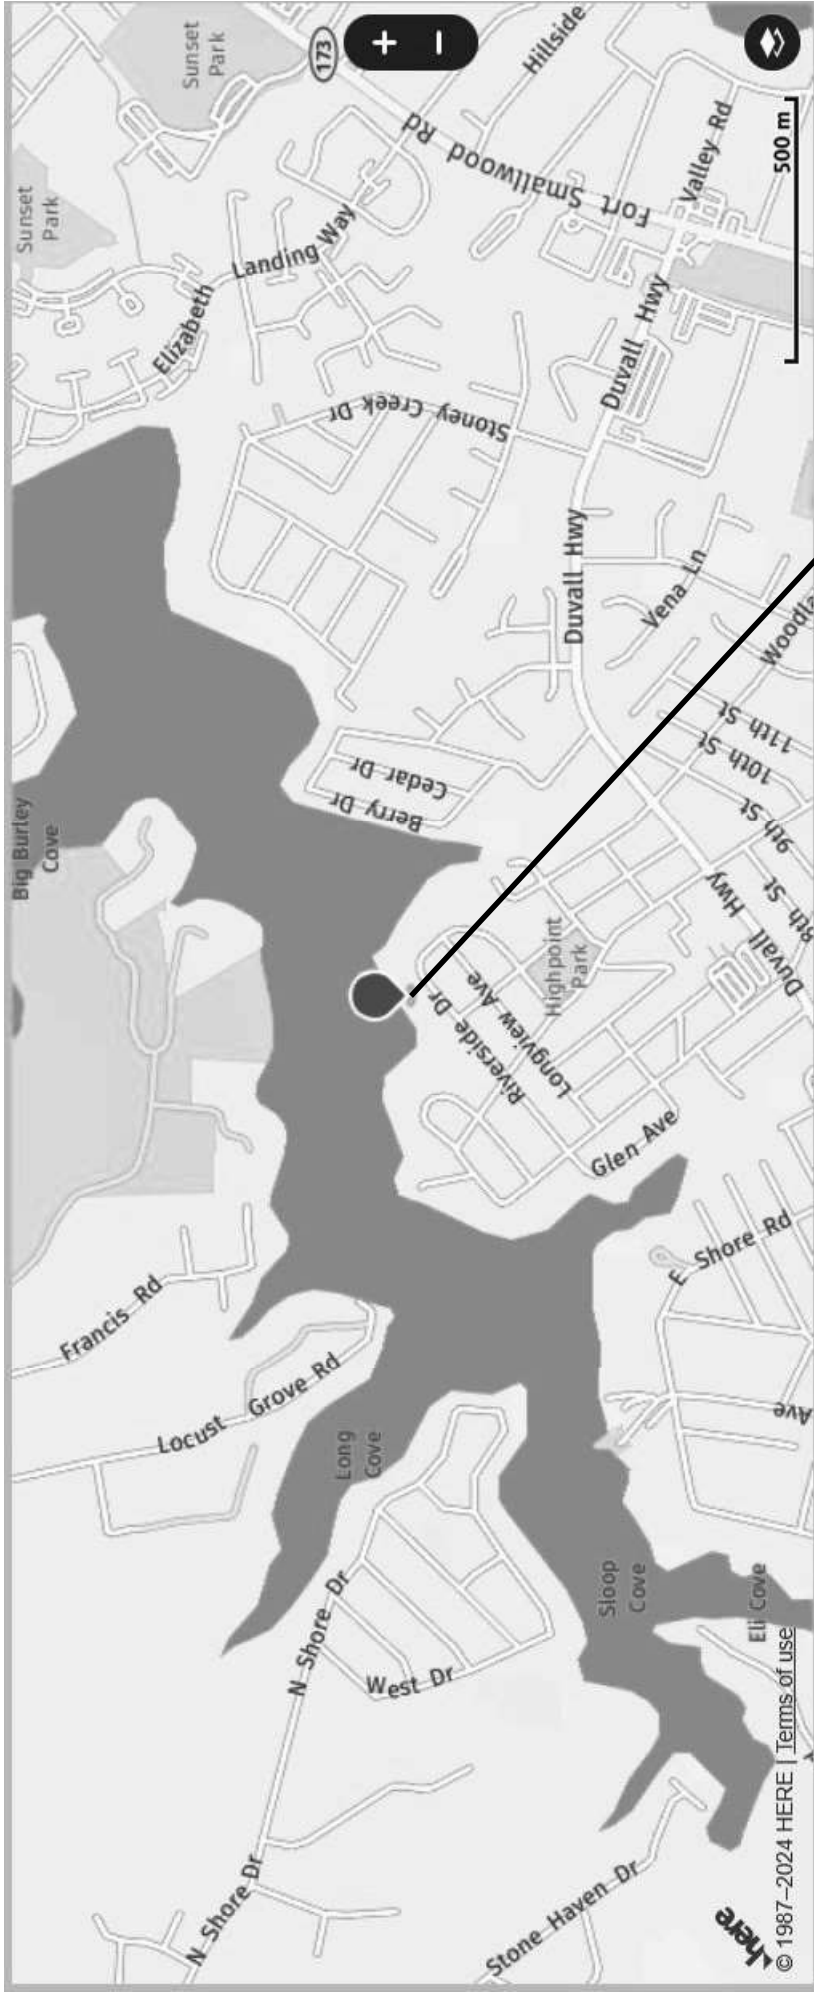 Sunset
Park
173
Hillside
Sunset
Park
Fort Smallwood Rd
Valley Rd
500 m
Landing Way
Elizabeth
Duvall Hwy
Stoney Creek Dr
Duvall Hwy
Vena Ln
11th St
10th St
9th St
8th St
Cedar Dr
Berry Dr
Big Burley
Cove
Duvall Hwy
Highpoint
Park
Riverside Dr
Longview Ave
Glen Ave
E Shore Rd
Ave
Francis Rd
Locust Grove Rd
Long
Cove
Sloop
Cove
Eli Cove
N Shore Dr
West Dr
N Shore Dr
Stone Haven Dr
here
© 1987–2024 HERE | Terms of use